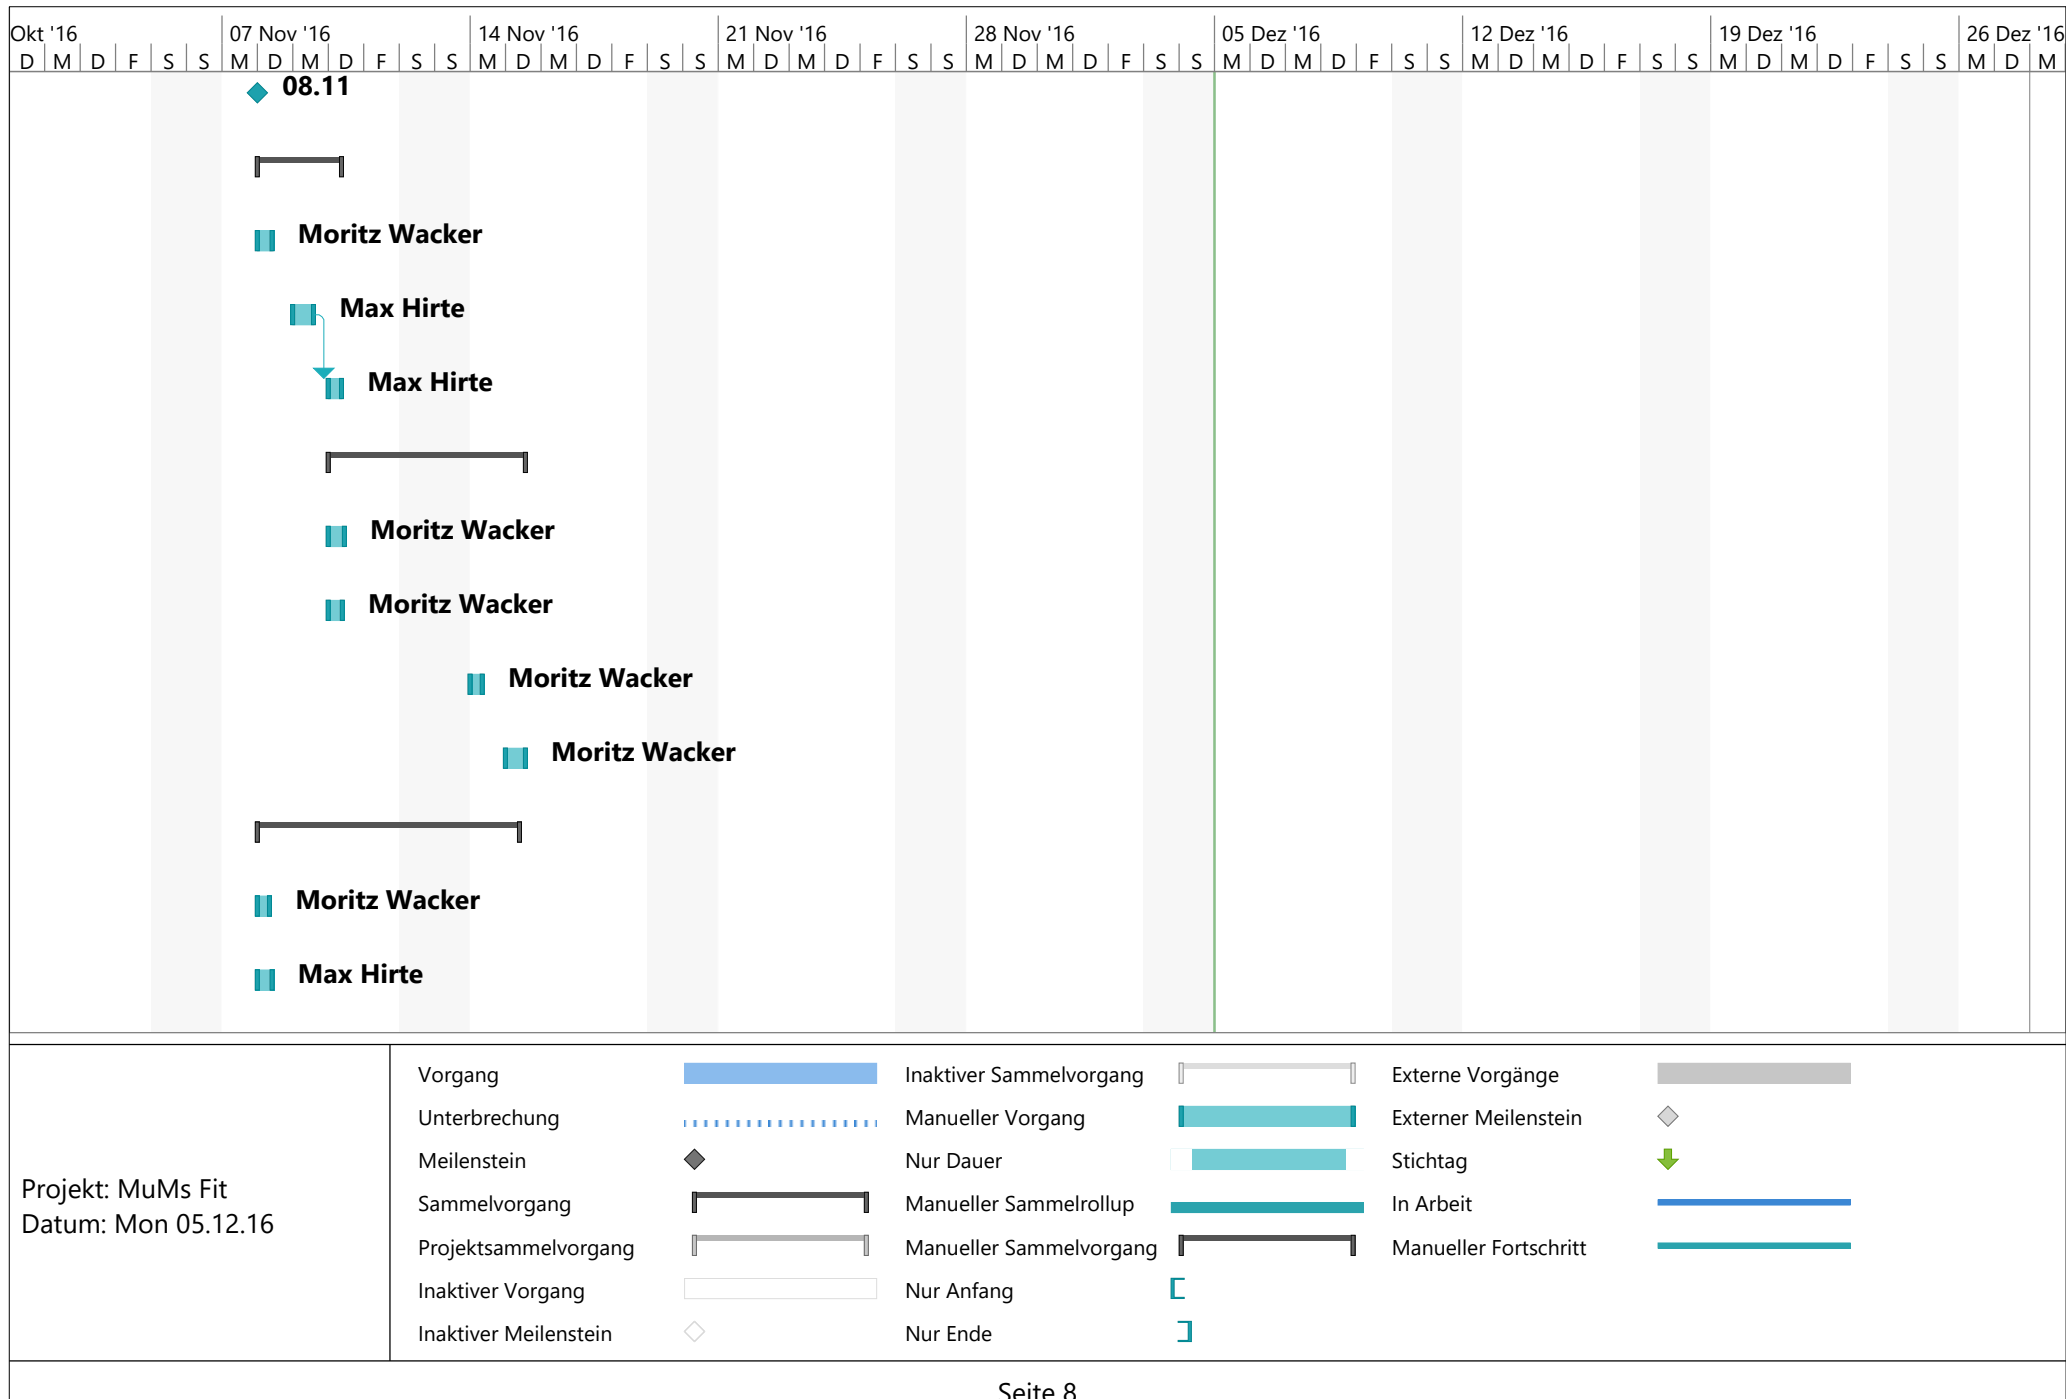 Okt '16 07 Nov '16 14 Nov '16 21 Nov '16 28 Nov '16 05 Dez '16 12 Dez '16 19 Dez '16 26 Dez '16
D M D F S S M D M D F S S M D M D F S S M D M D F S S M D M D F S S M D M D F S S M D M D F S S M D M D F S S M D M
08.11
Moritz Wacker
Max Hirte
Max Hirte
Moritz Wacker
Moritz Wacker
Moritz Wacker
Moritz Wacker
Moritz Wacker
Max Hirte
Projekt: MuMs Fit
Datum: Mon 05.12.16
Vorgang
Unterbrechung
Meilenstein
Sammelvorgang
Projektsammelvorgang
Inaktiver Vorgang
Inaktiver Meilenstein
Inaktiver Sammelvorgang
Manueller Vorgang
Nur Dauer
Manueller Sammelrollup
Manueller Sammelvorgang
Nur Anfang
Nur Ende
Externe Vorgänge
Externer Meilenstein
Stichtag
In Arbeit
Manueller Fortschritt
Seite 8